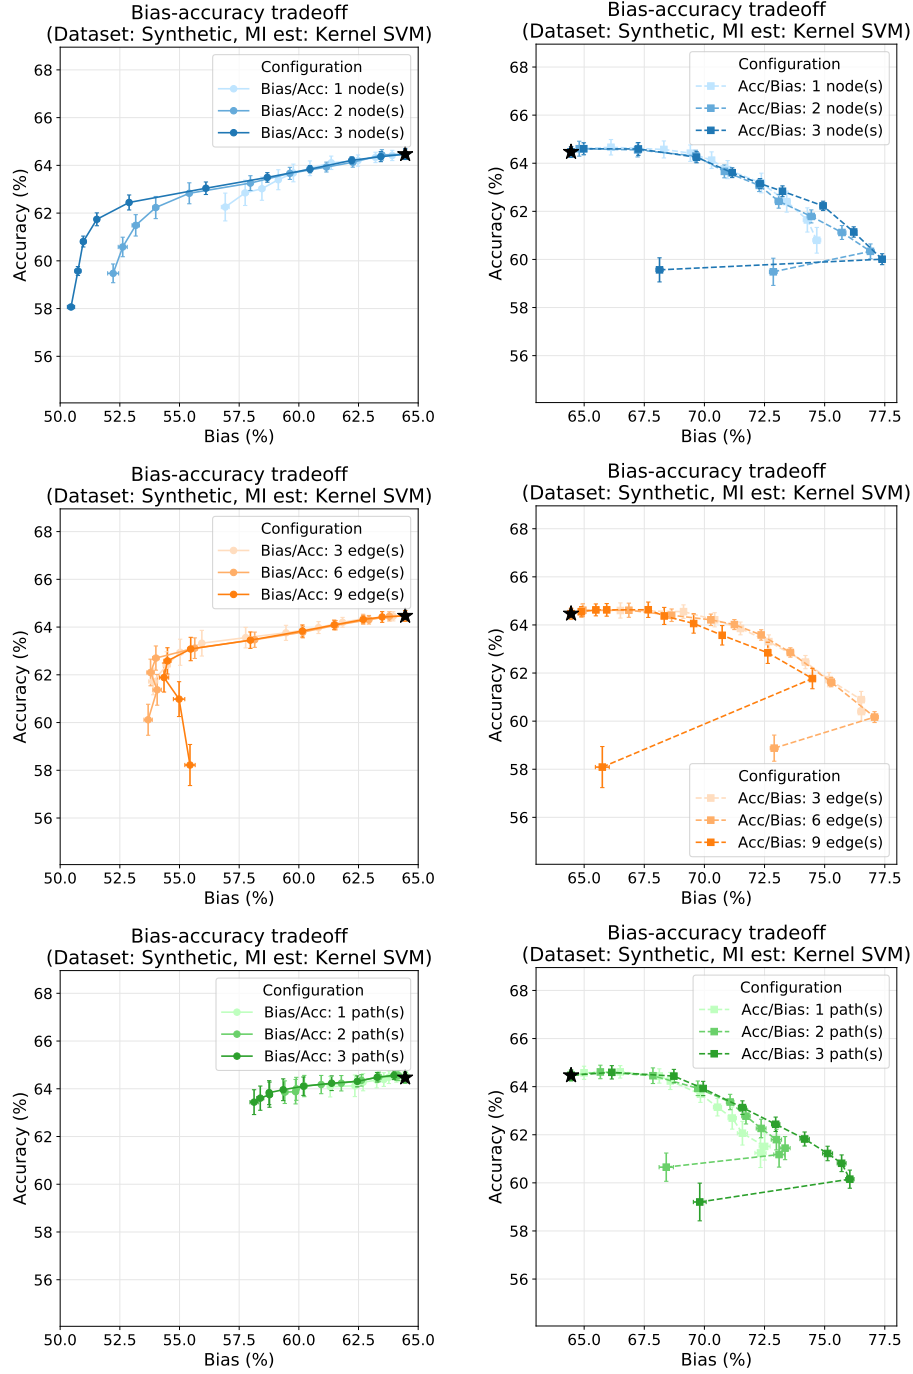 Bias-accuracy tradeoff
(Dataset: Synthetic, MI est: Kernel SVM)
Configuration
Bias/Acc: 1 node(s)
Bias/Acc: 2 node(s)
Bias/Acc: 3 node(s)
Accuracy (%)
68
66
64
62
60
58
56
50.0 52.5 55.0 57.5 60.0 62.5 65.0
Bias (%)
Bias-accuracy tradeoff
(Dataset: Synthetic, MI est: Kernel SVM)
Configuration
Acc/Bias: 1 node(s)
Acc/Bias: 2 node(s)
Acc/Bias: 3 node(s)
Accuracy (%)
68
66
64
62
60
58
56
65.0 67.5 70.0 72.5 75.0 77.5
Bias (%)
Bias-accuracy tradeoff
(Dataset: Synthetic, MI est: Kernel SVM)
Configuration
Bias/Acc: 3 edge(s)
Bias/Acc: 6 edge(s)
Bias/Acc: 9 edge(s)
Accuracy (%)
68
66
64
62
60
58
56
50.0 52.5 55.0 57.5 60.0 62.5 65.0
Bias (%)
Bias-accuracy tradeoff
(Dataset: Synthetic, MI est: Kernel SVM)
Accuracy (%)
68
66
64
62
60
58
56
Configuration
Acc/Bias: 3 edge(s)
Acc/Bias: 6 edge(s)
Acc/Bias: 9 edge(s)
65.0 67.5 70.0 72.5 75.0 77.5
Bias (%)
Bias-accuracy tradeoff
(Dataset: Synthetic, MI est: Kernel SVM)
Configuration
Bias/Acc: 1 path(s)
Bias/Acc: 2 path(s)
Bias/Acc: 3 path(s)
Accuracy (%)
68
66
64
62
60
58
56
50.0 52.5 55.0 57.5 60.0 62.5 65.0
Bias (%)
Bias-accuracy tradeoff
(Dataset: Synthetic, MI est: Kernel SVM)
Configuration
Acc/Bias: 1 path(s)
Acc/Bias: 2 path(s)
Acc/Bias: 3 path(s)
Accuracy (%)
68
66
64
62
60
58
56
65.0 67.5 70.0 72.5 75.0 77.5
Bias (%)